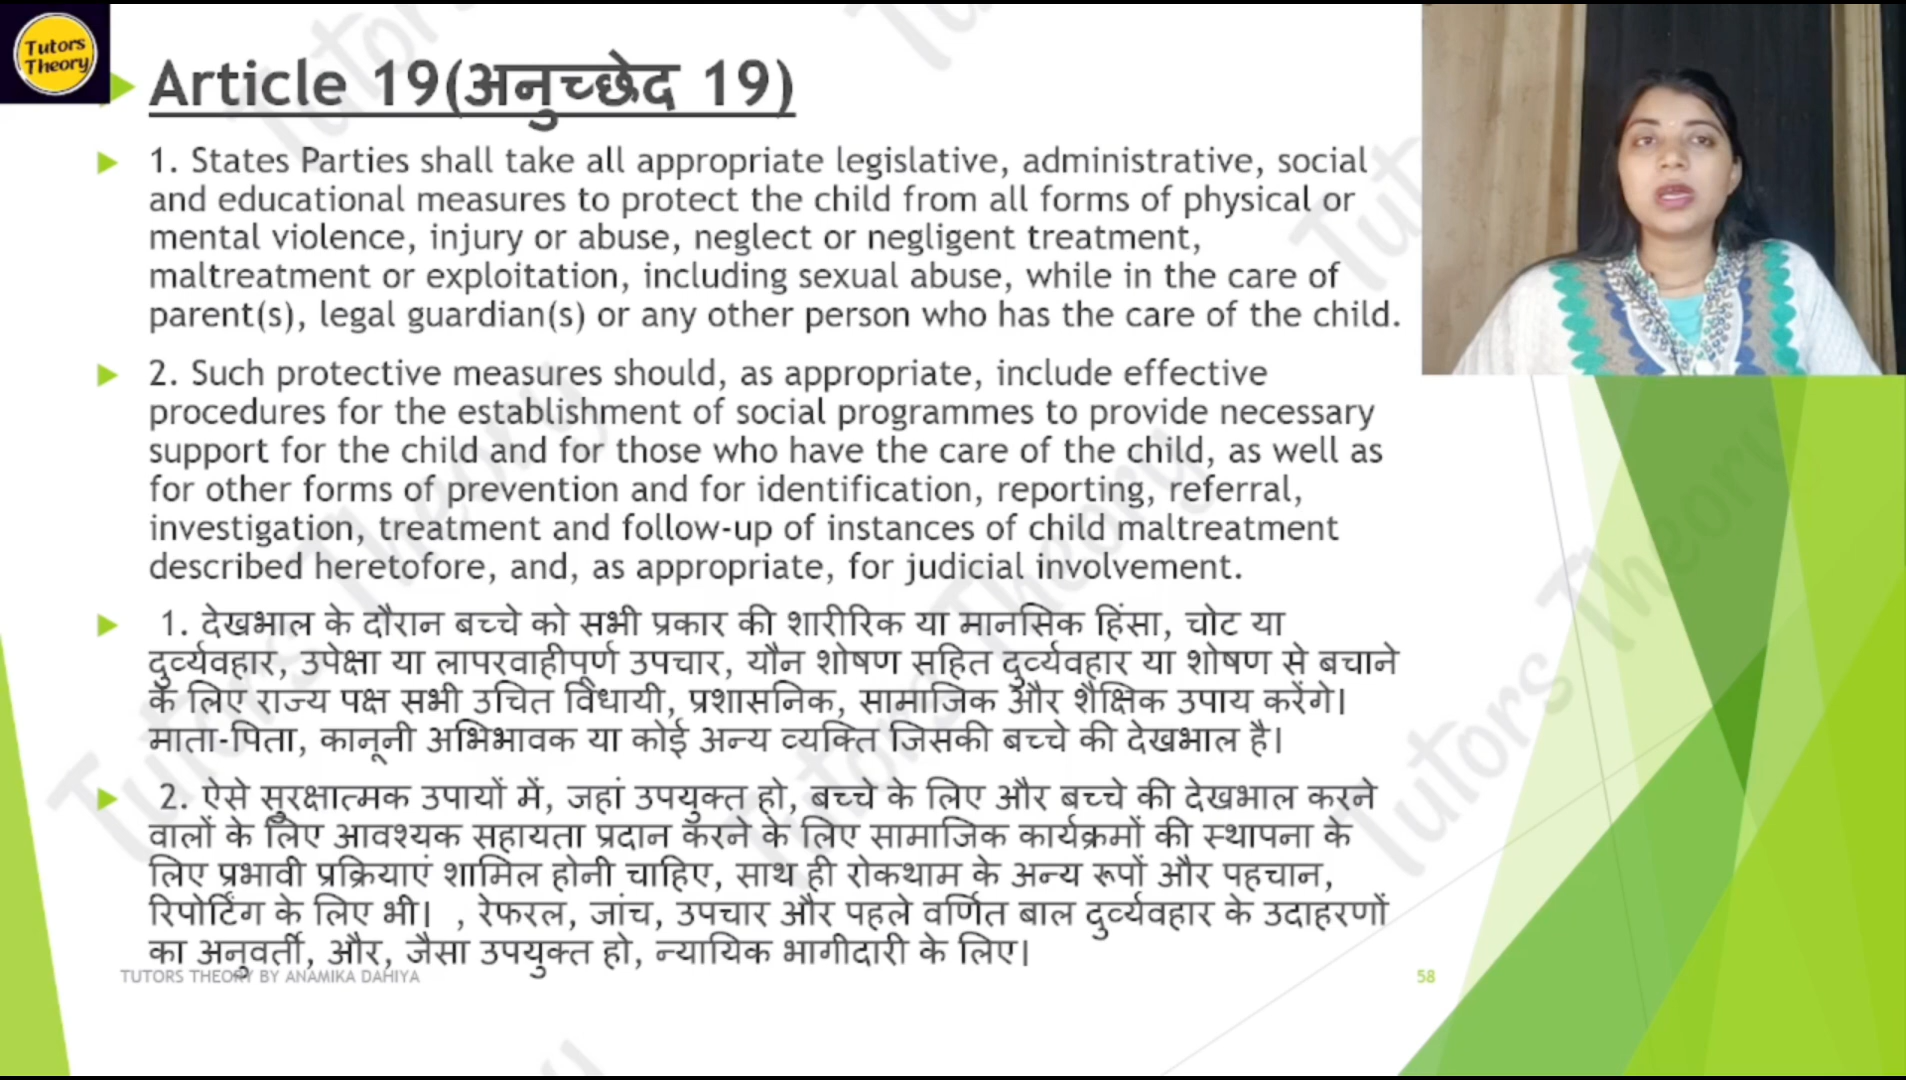 Tutors
Theory
Article 19(अनुच्छेद 19)
1. States Parties shall take all appropriate legislative, administrative, social
and educational measures to protect the child from all forms of physical or
mental violence, injury or abuse, neglect or negligent treatment,
maltreatment or exploitation, including sexual abuse, while in the care of
parent(s), legal guardian(s) or any other person who has the care of the child.
2. Such protective measures should, as appropriate, include effective
procedures for the establishment of social programmes to provide necessary
support for the child and for those who have the care of the child, as well as
for other forms of prevention and for identification, reporting, referral,
investigation, treatment and follow-up of instances of child maltreatment
described heretofore, and, as appropriate, for judicial involvement.
1. देखभाल के दौरान बच्चे को सभी प्रकार की शारीरिक या मानसिक हिंसा, चोट या
दुर्व्यवहार, उपेक्षा या लापरवाहीपूर्ण उपचार, यौन शोषण सहित दुर्व्यवहार या शोषण से बचाने
के लिए राज्य पक्ष सभी उचित विधायी, प्रशासनिक, सामाजिक और शैक्षिक उपाय करेंगे।
माता-पिता, कानूनी अभिभावक या कोई अन्य व्यक्ति जिसकी बच्चे की देखभाल है।
2. ऐसे सुरक्षात्मक उपायों में, जहां उपयुक्त हो, बच्चे के लिए और बच्चे की देखभाल करने
वालों के लिए आवश्यक सहायता प्रदान करने के लिए सामाजिक कार्यक्रमों की स्थापना के
लिए प्रभावी प्रक्रियाएं शामिल होनी चाहिए, साथ ही रोकथाम के अन्य रूपों और पहचान,
रिपोर्टिंग के लिए भी। , रेफरल, जांच, उपचार और पहले वर्णित बाल दुर्व्यवहार के उदाहरणों
का अनुवर्ती, और, जैसा उपयुक्त हो, न्यायिक भागीदारी के लिए।
TUTORS THEORY BY ANAMIKA DAHIYA
58